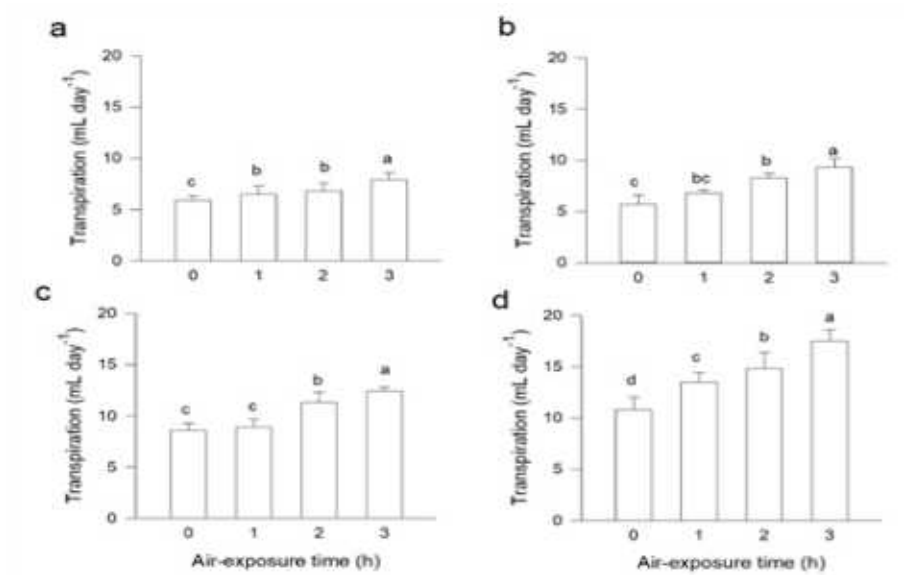 a
20
15
10
5
0
Transpiration (mL day⁻¹)
c b b a
0 1 2 3
b
20
15
10
5
0
Transpiration (mL day⁻¹)
c bc b a
0 1 2 3
c
20
15
10
5
0
Transpiration (mL day⁻¹)
c c b a
0 1 2 3
Air-exposure time (h)
d
20
15
10
5
0
Transpiration (mL day⁻¹)
d c b a
0 1 2 3
Air-exposure time (h)